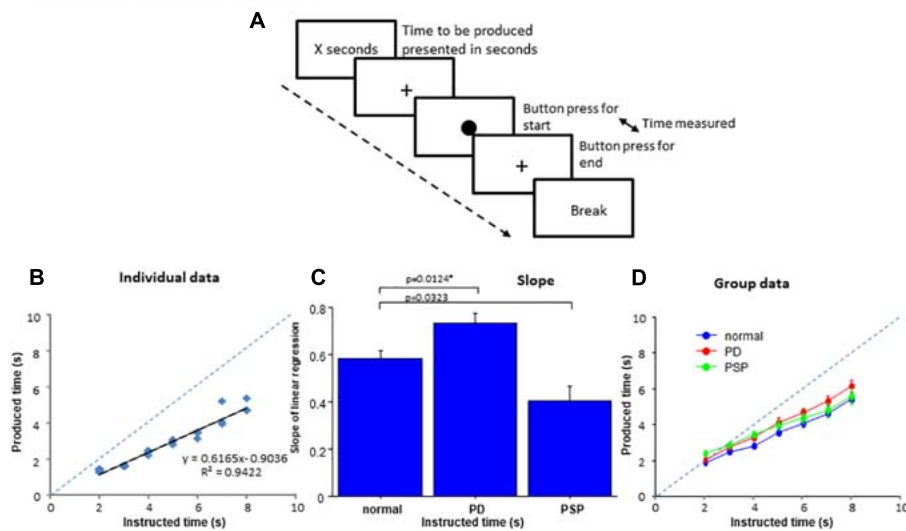 A
X seconds
Time to be produced
presented in seconds
+
Button press for
start
Time measured
+
Button press for
end
Break
B
Individual data
Produced time (s)
10
8
6
4
2
0
0 2 4 6 8 10
Instructed time (s)
y = 0.6165x- 0.9036
R² = 0.9422
C
Slope
p=0.0124*
p=0.0323
Slope of linear regression
0.8
0.6
0.4
0.2
0
normal PD PSP
Instructed time (s)
D
Group data
Produced time (s)
10
8
6
4
2
0
normal
PD
PSP
0 2 4 6 8 10
Instructed time (s)